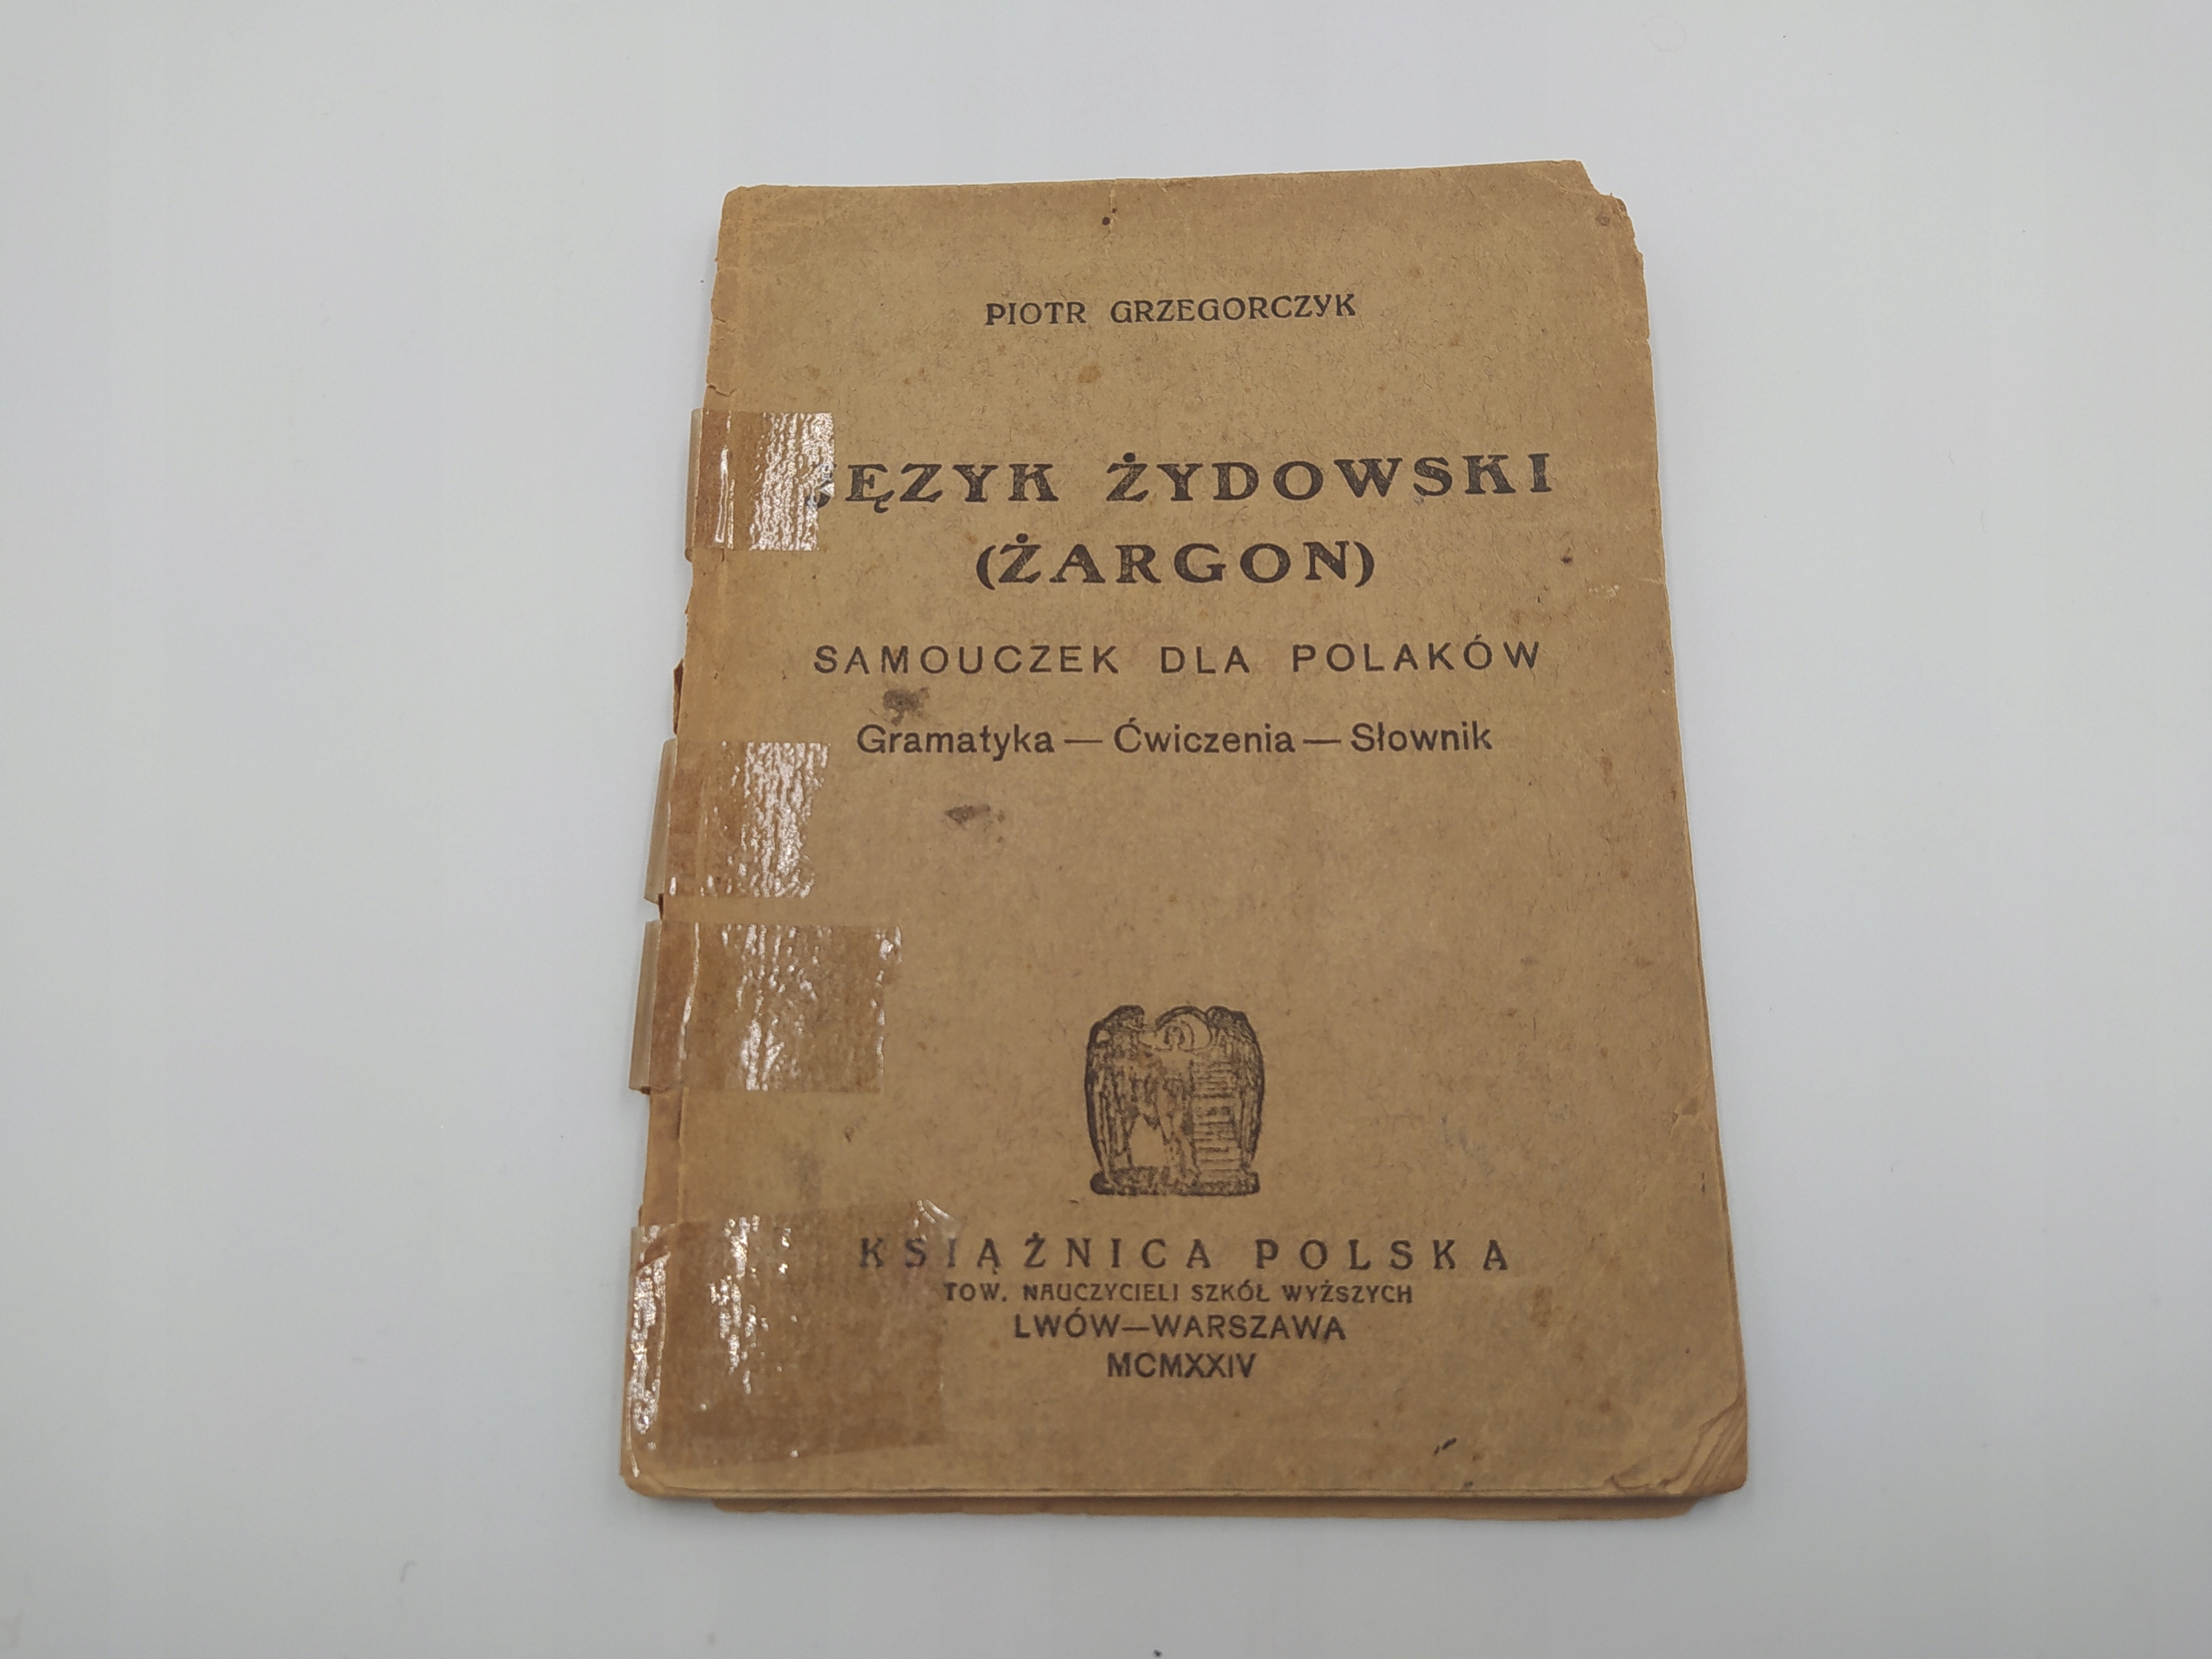 PIOTR GRZEGORCZYK
JĘZYK ŻYDOWSKI
(ŻARGON)
SAMOUCZEK DLA POLAKÓW
Gramatyka — Ćwiczenia — Słownik
KSIĄŻNICA POLSKA
TOW. NAUCZYCIELI SZKÓŁ WYŻSZYCH
LWÓW—WARSZAWA
MCMXXIV